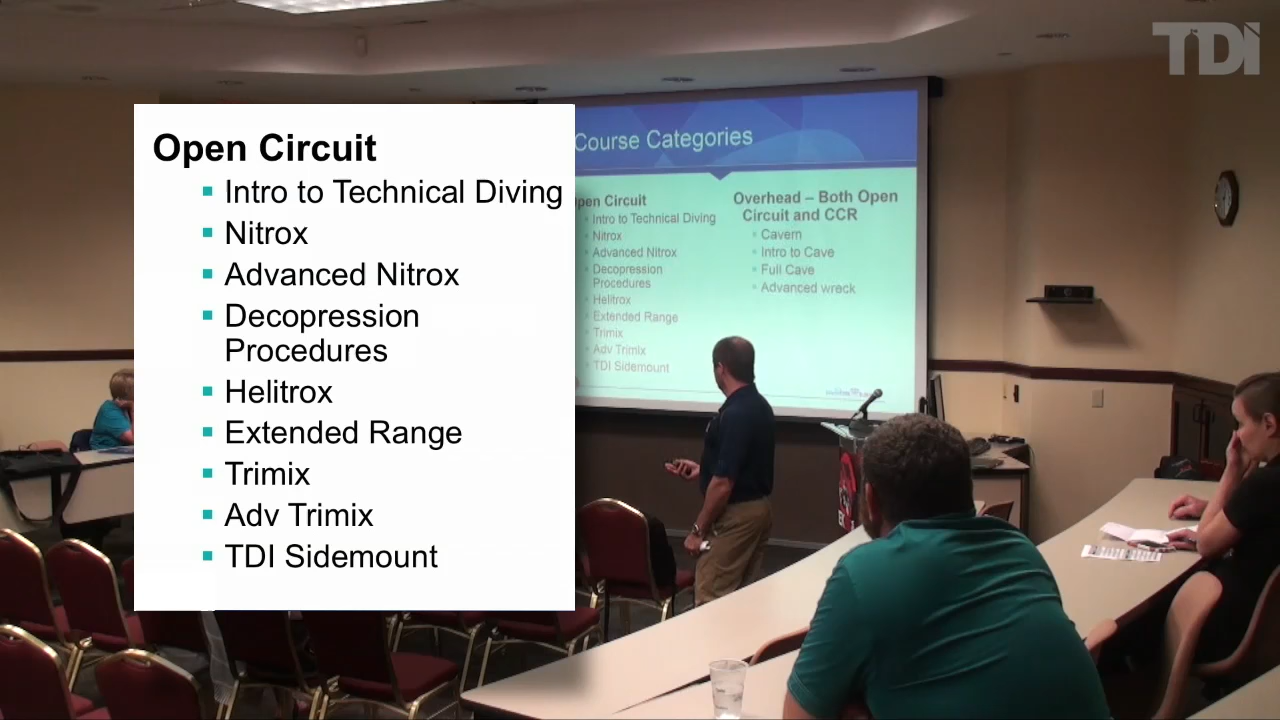 TDI
Open Circuit
Intro to Technical Diving
Nitrox
Advanced Nitrox
Decopression
Procedures
Helitrox
Extended Range
Trimix
Adv Trimix
TDI Sidemount
Course Categories
pen Circuit
Intro to Technical Diving
Nitrox
Advanced Nitrox
Decopression
Procedures
Helitrox
Extended Range
Trimix
Adv Trimix
TDI Sidemount
Overhead – Both Open
Circuit and CCR
Cavern
Intro to Cave
Full Cave
Advanced wreck